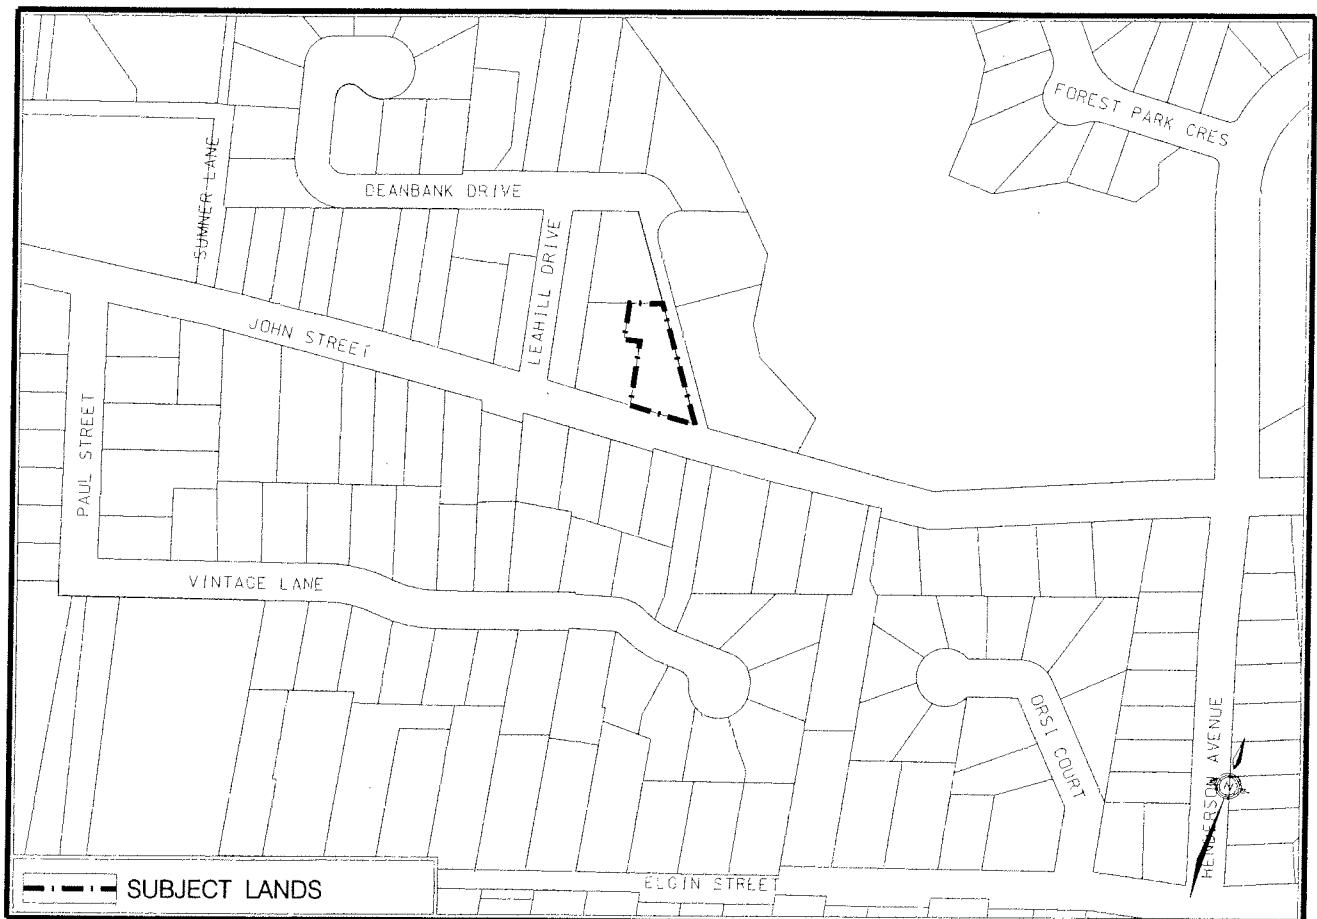 FOREST PARK CRES
DEANBANK DRIVE
SUMNER LANE
LEAHILL DRIVE
JOHN STREET
PAUL STREET
VINTAGE LANE
ORSI COURT
HENDERSON AVENUE
N
ELGIN STREET
SUBJECT LANDS